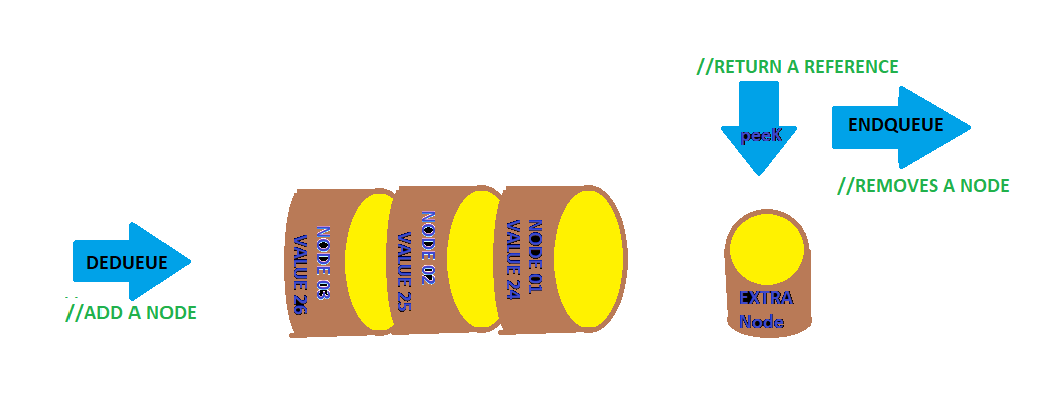 //RETURN A REFERENCE
peeK
ENDQUEUE
//REMOVES A NODE
DEDUEUE
//ADD A NODE
NODE 03
VALUE 26
NODE 02
VALUE 25
NODE 01
VALUE 24
EXTRA
Node